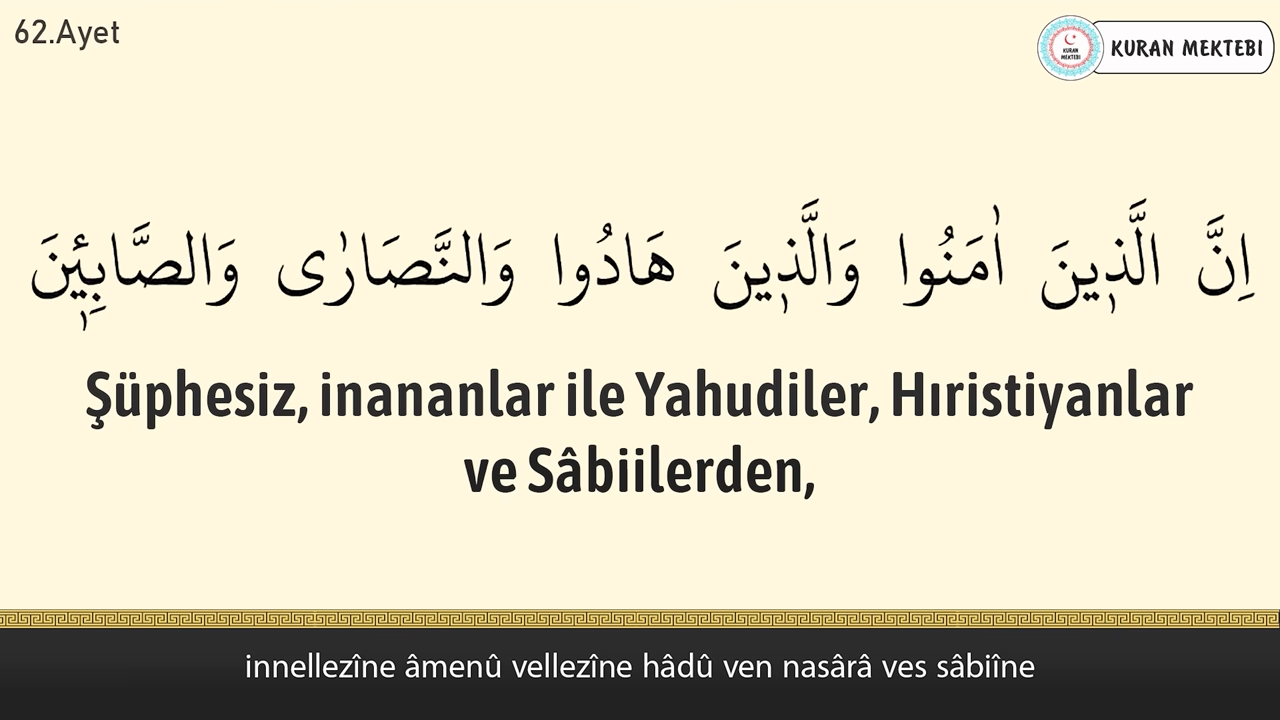 62.Ayet
KURAN MEKTEBI
KURAN
MEKTEBI
اِنَّ الَّذ۪ينَ اٰمَنُوا وَالَّذ۪ينَ هَادُوا وَالنَّصَارٰى وَالصَّابِـ۪ٔينَ
Şüphesiz, inananlar ile Yahudiler, Hıristiyanlar
ve Sâbiilerden,
innellezîne âmenû vellezîne hâdû ven nasârâ ves sâbiîne